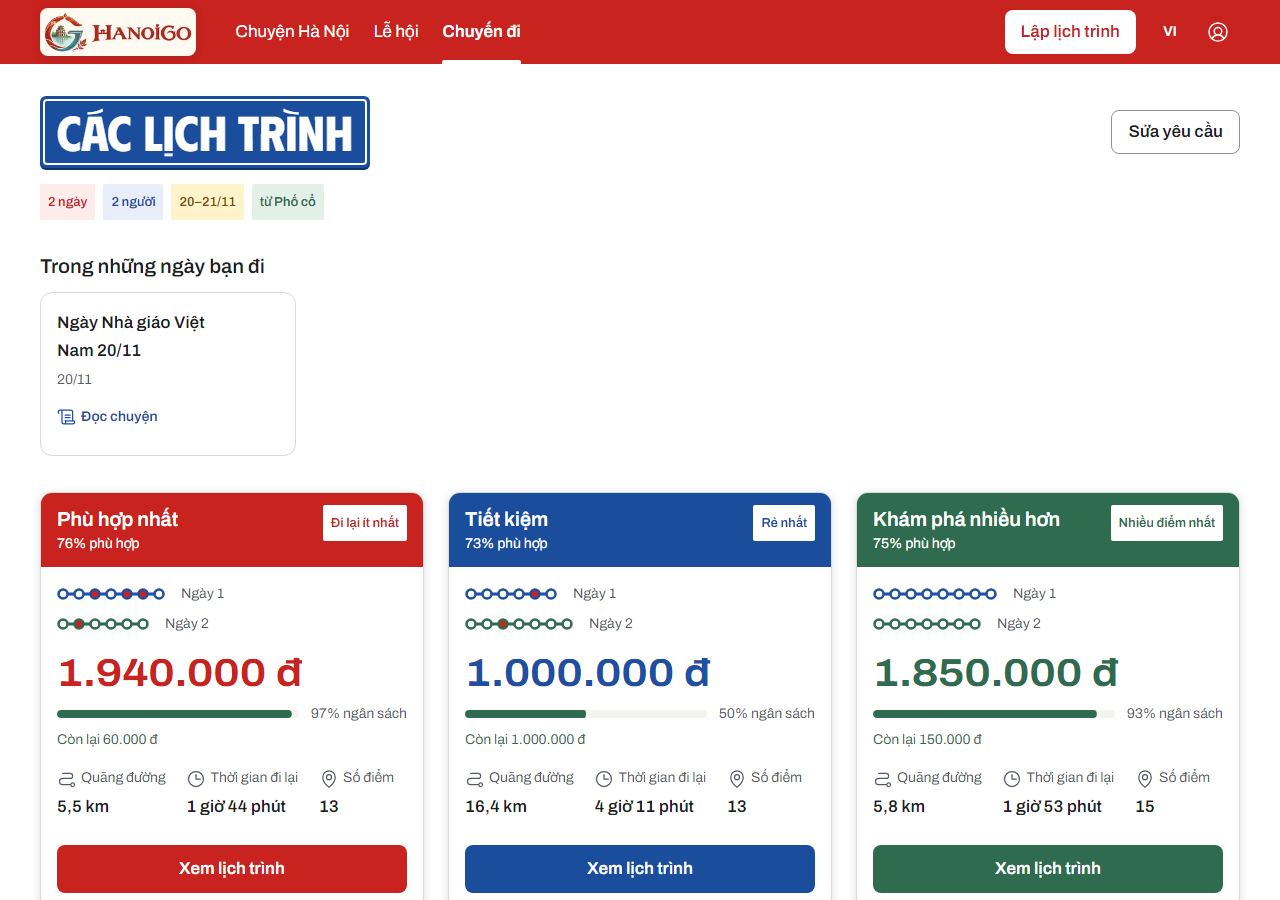 HANOIGO
Chuyện Hà Nội
Lễ hội
Chuyến đi
Lập lịch trình
VI
CÁC LỊCH TRÌNH
Sửa yêu cầu
2 ngày
2 người
20–21/11
từ Phố cổ
Trong những ngày bạn đi
Ngày Nhà giáo Việt
Nam 20/11
20/11
Đọc chuyện
Phù hợp nhất
76% phù hợp
Đi lại ít nhất
Ngày 1
Ngày 2
1.940.000 đ
97% ngân sách
Còn lại 60.000 đ
Quãng đường
Thời gian đi lại
Số điểm
5,5 km
1 giờ 44 phút
13
Xem lịch trình
Tiết kiệm
73% phù hợp
Rẻ nhất
Ngày 1
Ngày 2
1.000.000 đ
50% ngân sách
Còn lại 1.000.000 đ
Quãng đường
Thời gian đi lại
Số điểm
16,4 km
4 giờ 11 phút
13
Xem lịch trình
Khám phá nhiều hơn
75% phù hợp
Nhiều điểm nhất
Ngày 1
Ngày 2
1.850.000 đ
93% ngân sách
Còn lại 150.000 đ
Quãng đường
Thời gian đi lại
Số điểm
5,8 km
1 giờ 53 phút
15
Xem lịch trình